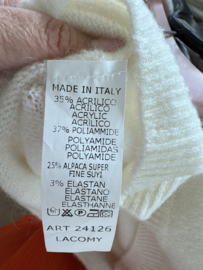 MADE IN ITALY
35% ACRILICO
ACRILICO
ACRYLIC
ACRILICO
37% POLIAMMIDE
POLYAMIDE
POLIAMIDAS
POLYAMIDE
25% ALPACA SUPER
FINE SUYI
3% ELASTAN
ELASTANE
ELASTAN
ELASTHANNE
ART 24126
LACOMY